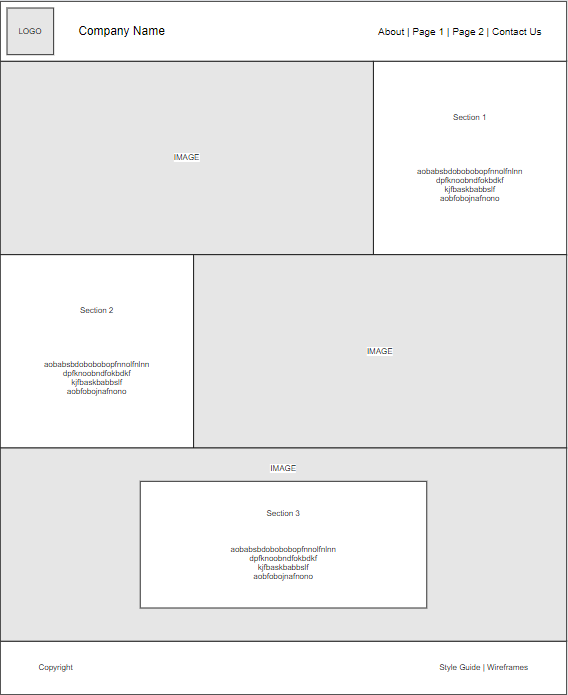 LOGO
Company Name
About | Page 1 | Page 2 | Contact Us
IMAGE
Section 1
aobabsbdobobobopfnnolfnlnn
dpfknoobndfokbdkf
kjfbaskbabbslf
aobfobojnafnono
Section 2
aobabsbdobobobopfnnolfnlnn
dpfknoobndfokbdkf
kjfbaskbabbslf
aobfobojnafnono
IMAGE
IMAGE
Section 3
aobabsbdobobobopfnnolfnlnn
dpfknoobndfokbdkf
kjfbaskbabbslf
aobfobojnafnono
Copyright
Style Guide | Wireframes